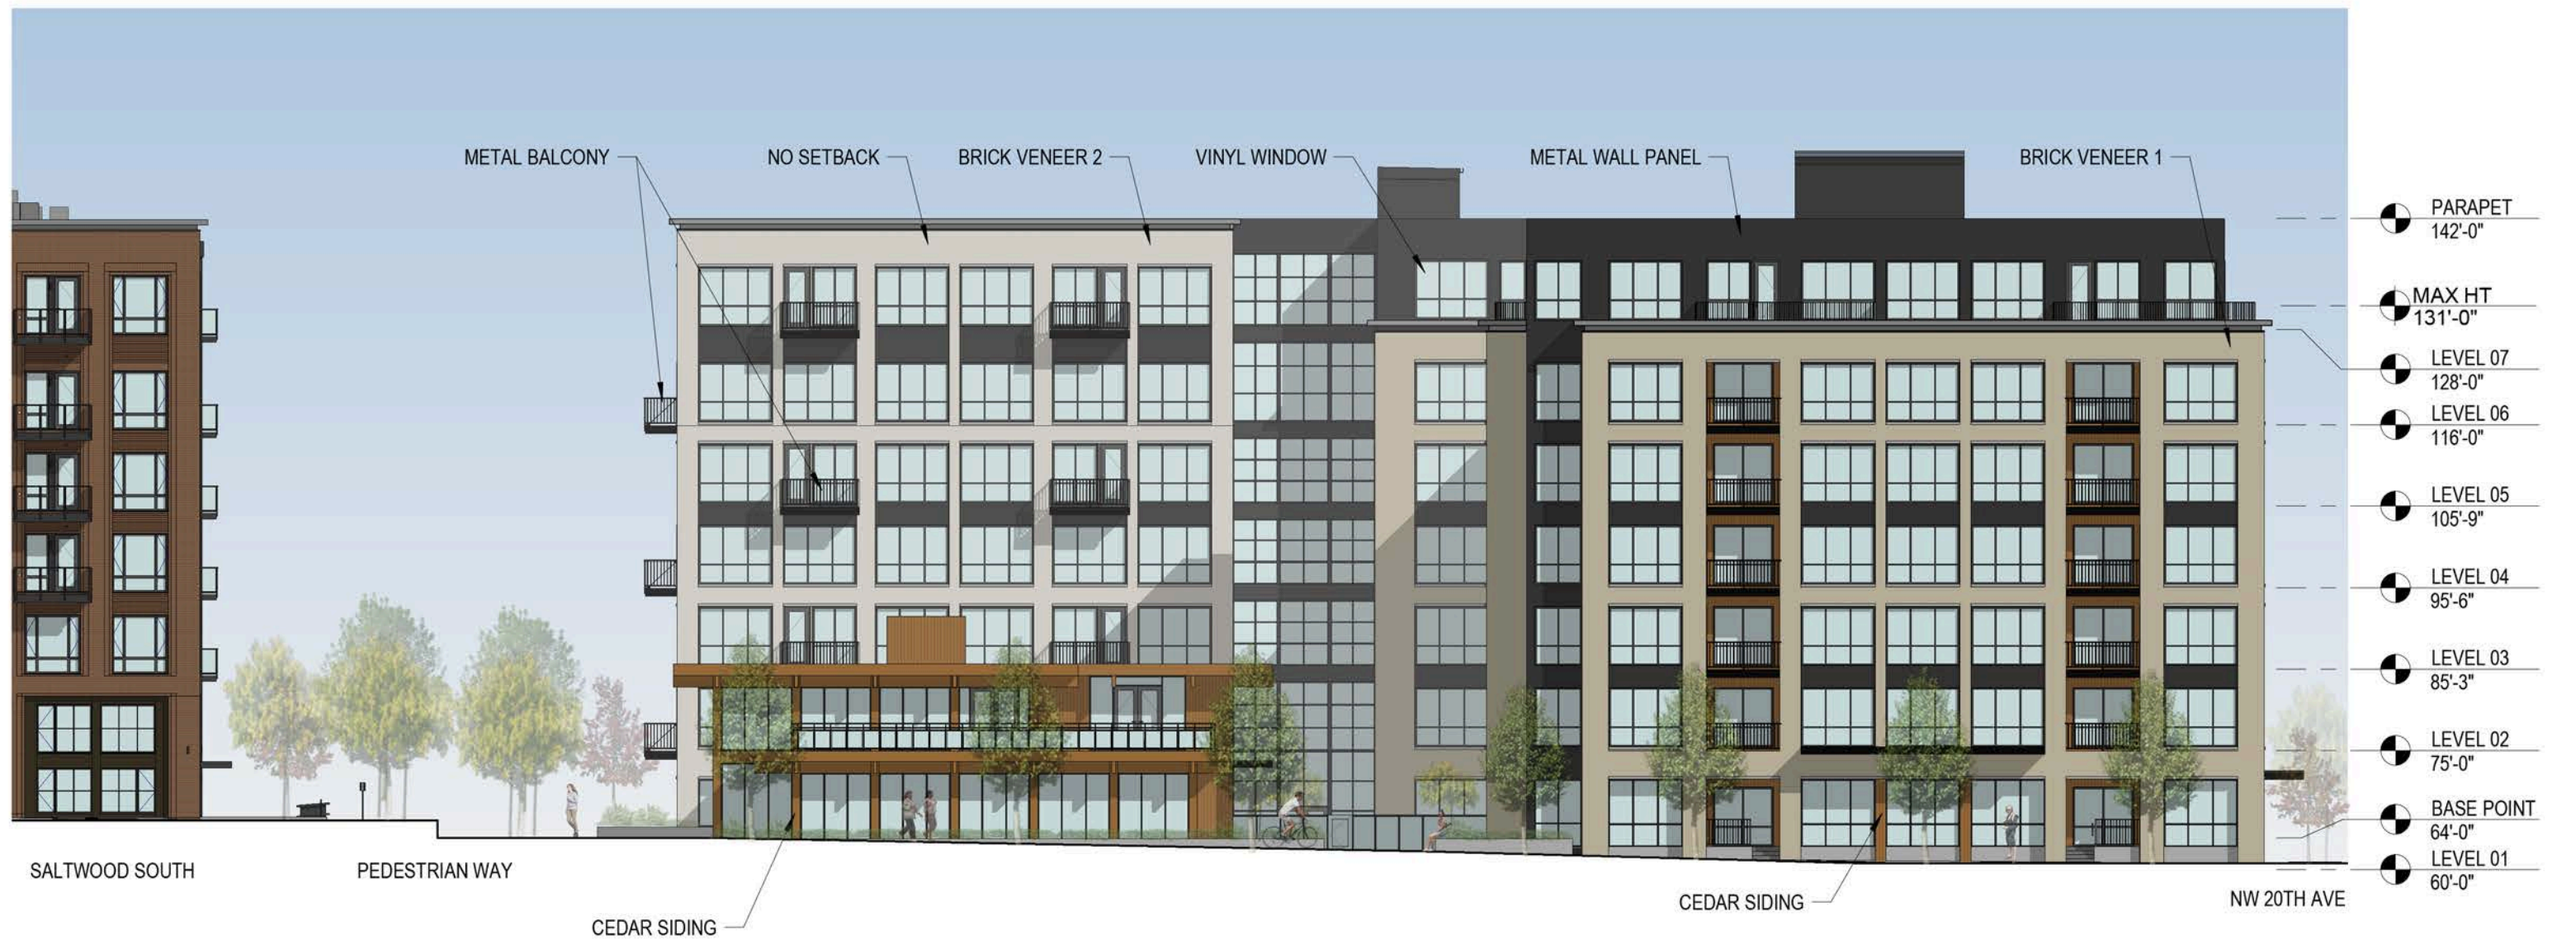 METAL BALCONY
NO SETBACK
BRICK VENEER 2
VINYL WINDOW
METAL WALL PANEL
BRICK VENEER 1
PARAPET
142'-0"
MAX HT
131'-0"
LEVEL 07
128'-0"
LEVEL 06
116'-0"
LEVEL 05
105'-9"
LEVEL 04
95'-6"
LEVEL 03
85'-3"
LEVEL 02
75'-0"
BASE POINT
64'-0"
LEVEL 01
60'-0"
SALTWOOD SOUTH
PEDESTRIAN WAY
CEDAR SIDING
CEDAR SIDING
NW 20TH AVE